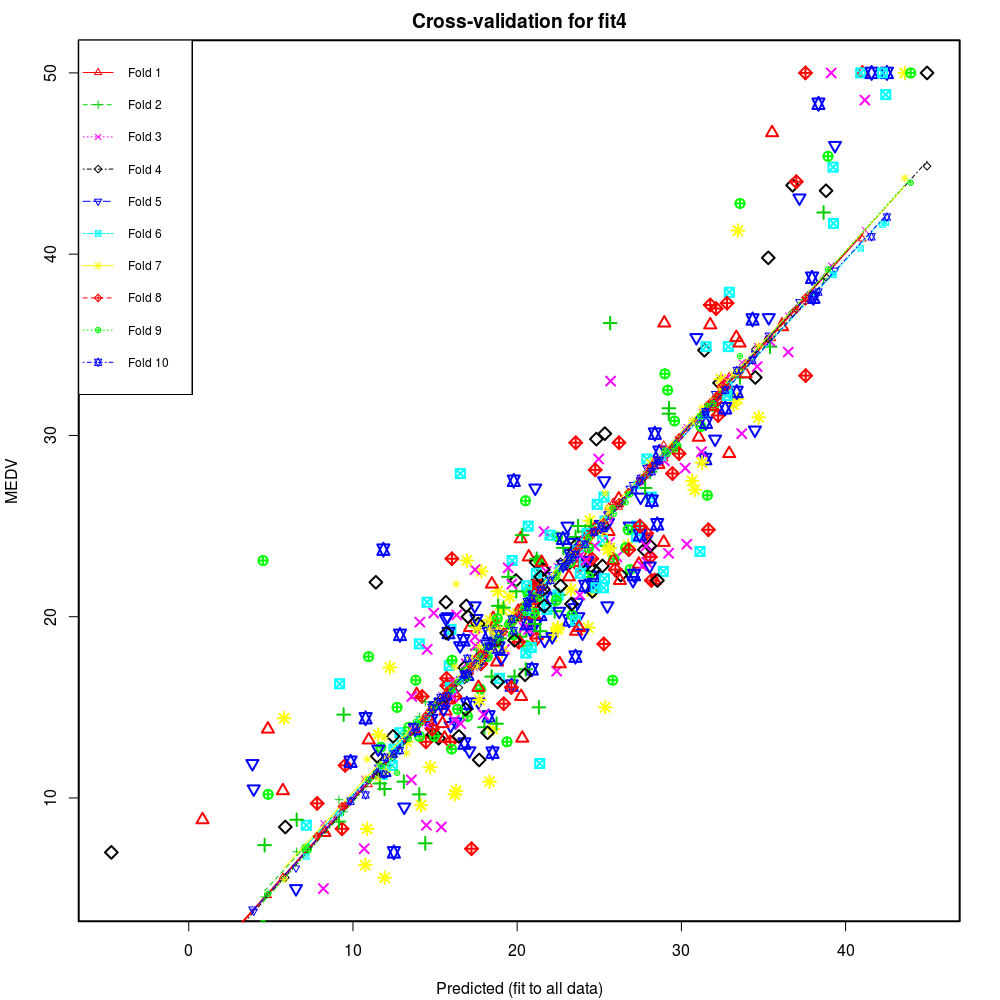 Cross-validation for fit4
Fold 1
Fold 2
Fold 3
Fold 4
Fold 5
Fold 6
Fold 7
Fold 8
Fold 9
Fold 10
MEDV
50
40
30
20
10
0 10 20 30 40
Predicted (fit to all data)